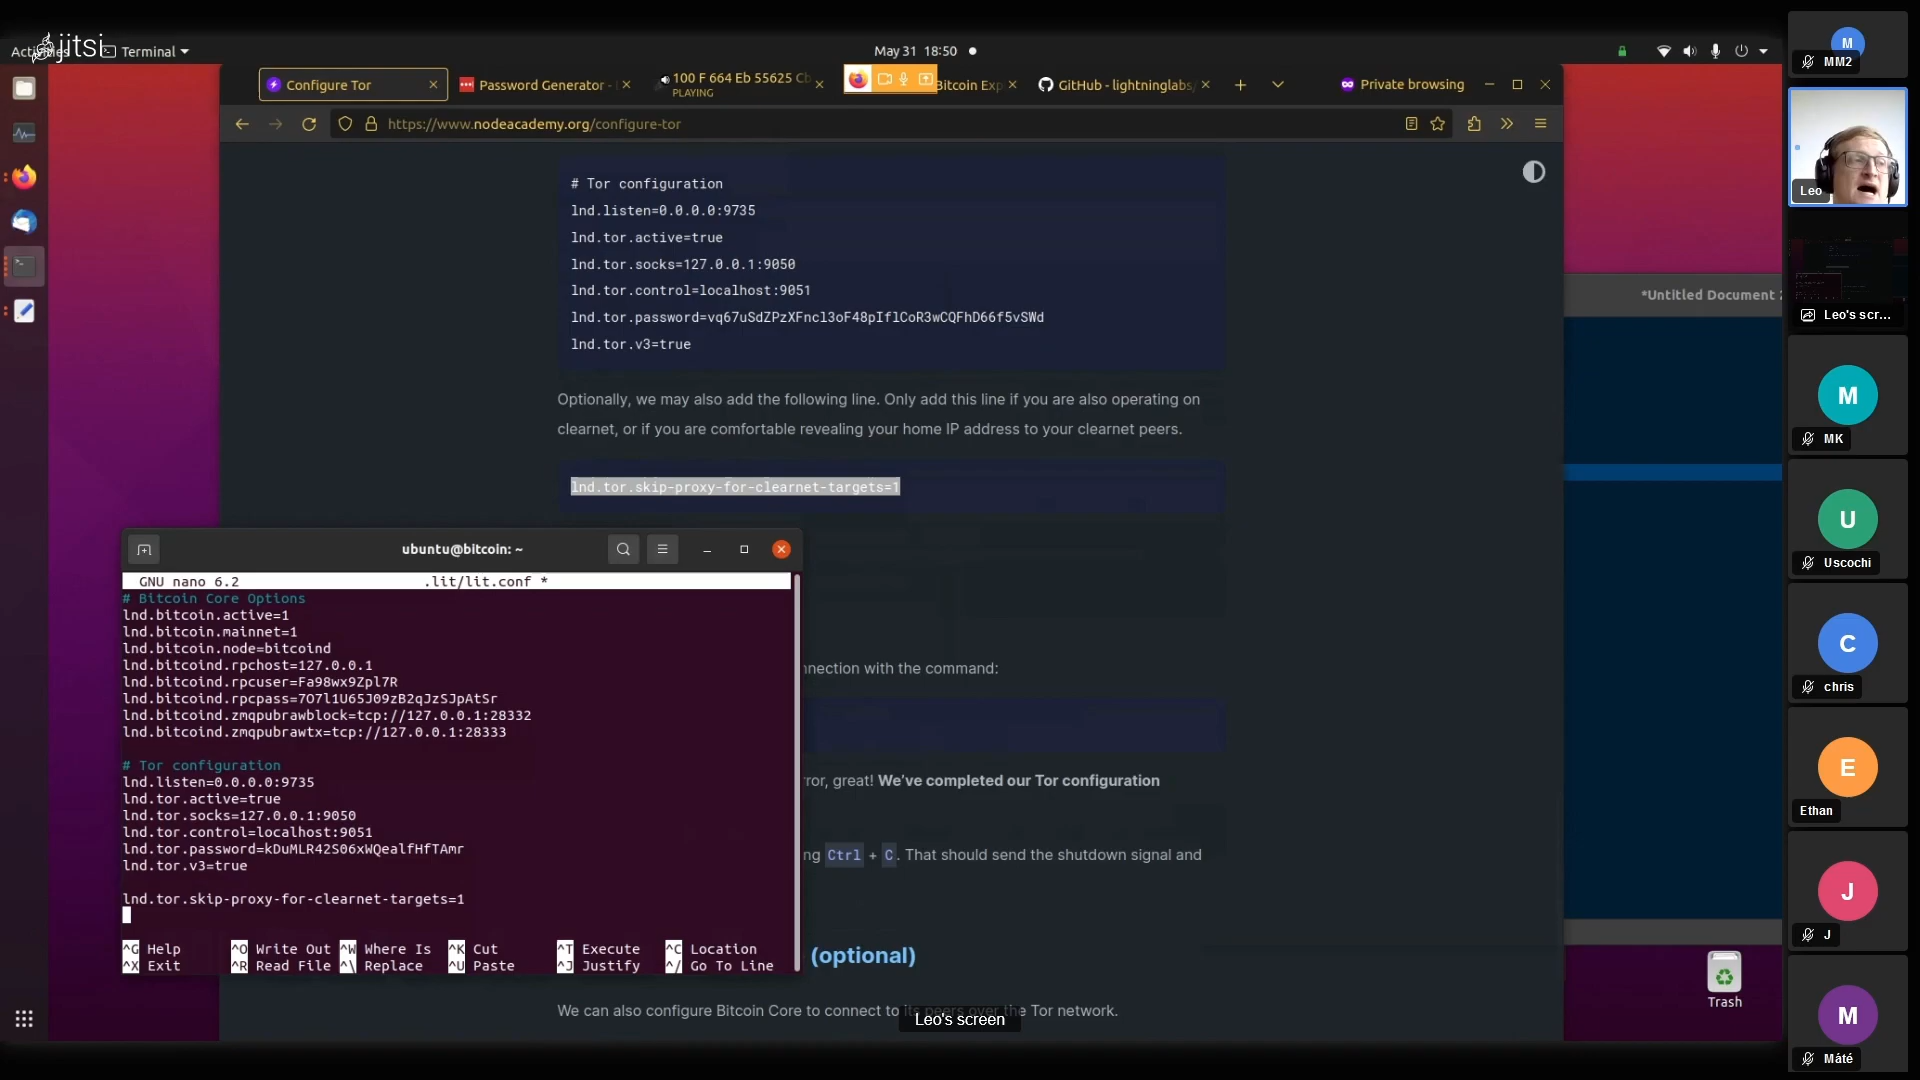 Activities
jitsi
Terminal
May 31 18:50
MM2
Configure Tor
Password Generator -
100 F 664 Eb 55625 Cb
PLAYING
Bitcoin Exp
GitHub - lightninglabs/
Private browsing
https://www.nodeacademy.org/configure-tor
# Tor configuration
lnd.listen=0.0.0.0:9735
lnd.tor.active=true
lnd.tor.socks=127.0.0.1:9050
lnd.tor.control=localhost:9051
lnd.tor.password=vq67uSdZPzXFncl3oF48pIflCoR3wCQFhD66f5vSWd
lnd.tor.v3=true
Optionally, we may also add the following line. Only add this line if you are also operating on
clearnet, or if you are comfortable revealing your home IP address to your clearnet peers.
lnd.tor.skip-proxy-for-clearnet-targets=1
*Untitled Document
ubuntu@bitcoin: ~
GNU nano 6.2 .lit/lit.conf *
# Bitcoin Core Options
lnd.bitcoin.active=1
lnd.bitcoin.mainnet=1
lnd.bitcoin.node=bitcoind
lnd.bitcoind.rpchost=127.0.0.1
lnd.bitcoind.rpcuser=Fa98wx9Zpl7R
lnd.bitcoind.rpcpass=7O7l1U65J09zB2qJzSJpAtSr
lnd.bitcoind.zmqpubrawblock=tcp://127.0.0.1:28332
lnd.bitcoind.zmqpubrawtx=tcp://127.0.0.1:28333
# Tor configuration
lnd.listen=0.0.0.0:9735
lnd.tor.active=true
lnd.tor.socks=127.0.0.1:9050
lnd.tor.control=localhost:9051
lnd.tor.password=kDuMLR42S06xWQealfHfTAmr
lnd.tor.v3=true
lnd.tor.skip-proxy-for-clearnet-targets=1
^G Help ^O Write Out ^W Where Is ^K Cut ^T Execute ^C Location
^X Exit ^R Read File ^\ Replace ^U Paste ^J Justify ^/ Go To Line
nnection with the command:
ror, great! We've completed our Tor configuration
ng Ctrl + C. That should send the shutdown signal and
(optional)
We can also configure Bitcoin Core to connect to its peers over the Tor network.
Leo's screen
Trash
M
Leo
Leo's scr...
M
MK
U
Uscochi
C
chris
E
Ethan
J
J
M
Máté